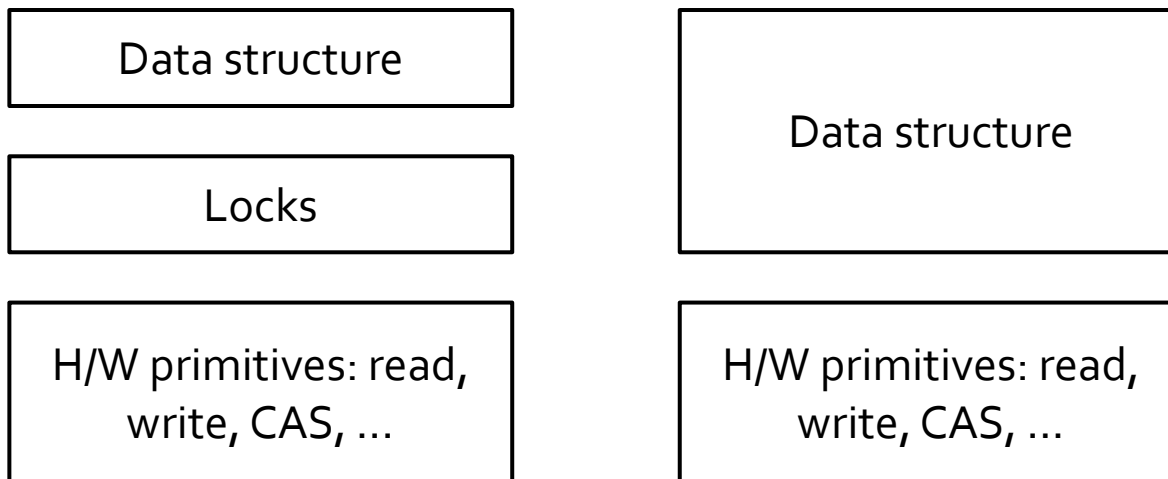 Data structure
Locks
H/W primitives: read,
write, CAS, ...
Data structure
H/W primitives: read,
write, CAS, ...